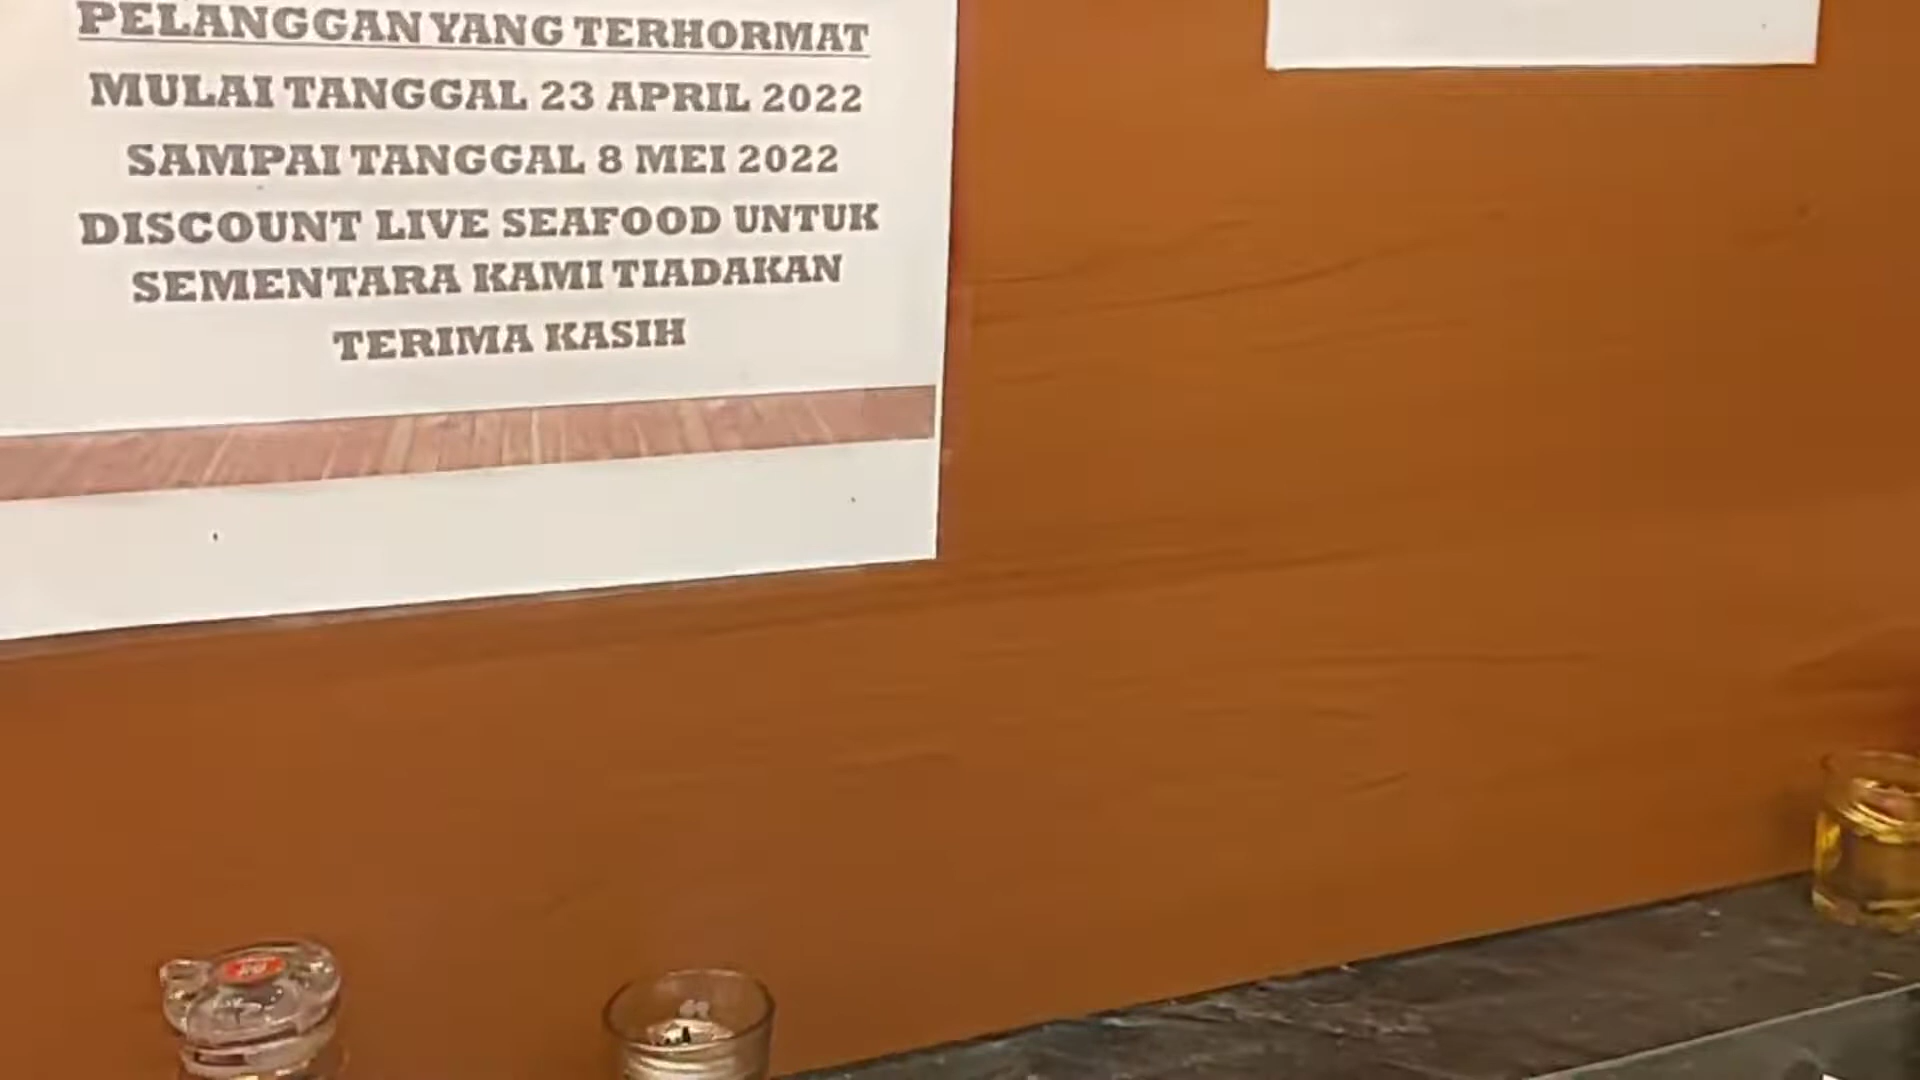 PELANGGAN YANG TERHORMAT
MULAI TANGGAL 23 APRIL 2022
SAMPAI TANGGAL 8 MEI 2022
DISCOUNT LIVE SEAFOOD UNTUK
SEMENTARA KAMI TIADAKAN
TERIMA KASIH